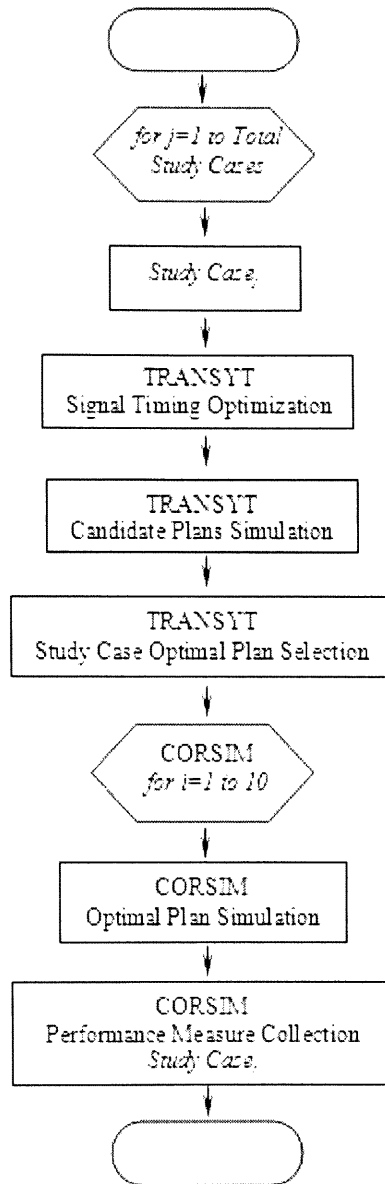 for j=1 to Total
Study Cases
Study Case,
TRANSYT
Signal Timing Optimization
TRANSYT
Candidate Plans Simulation
TRANSYT
Study Case Optimal Plan Selection
CORSIM
for i=1 to 10
CORSIM
Optimal Plan Simulation
CORSIM
Performance Measure Collection
Study Case,